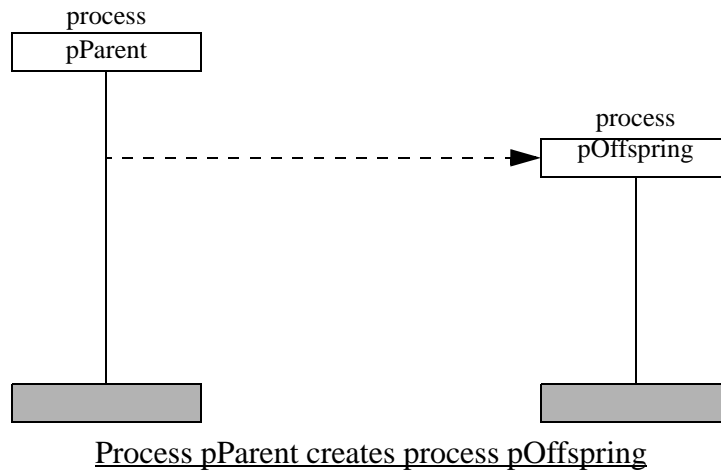 process
pParent
process
pOffspring
Process pParent creates process pOffspring